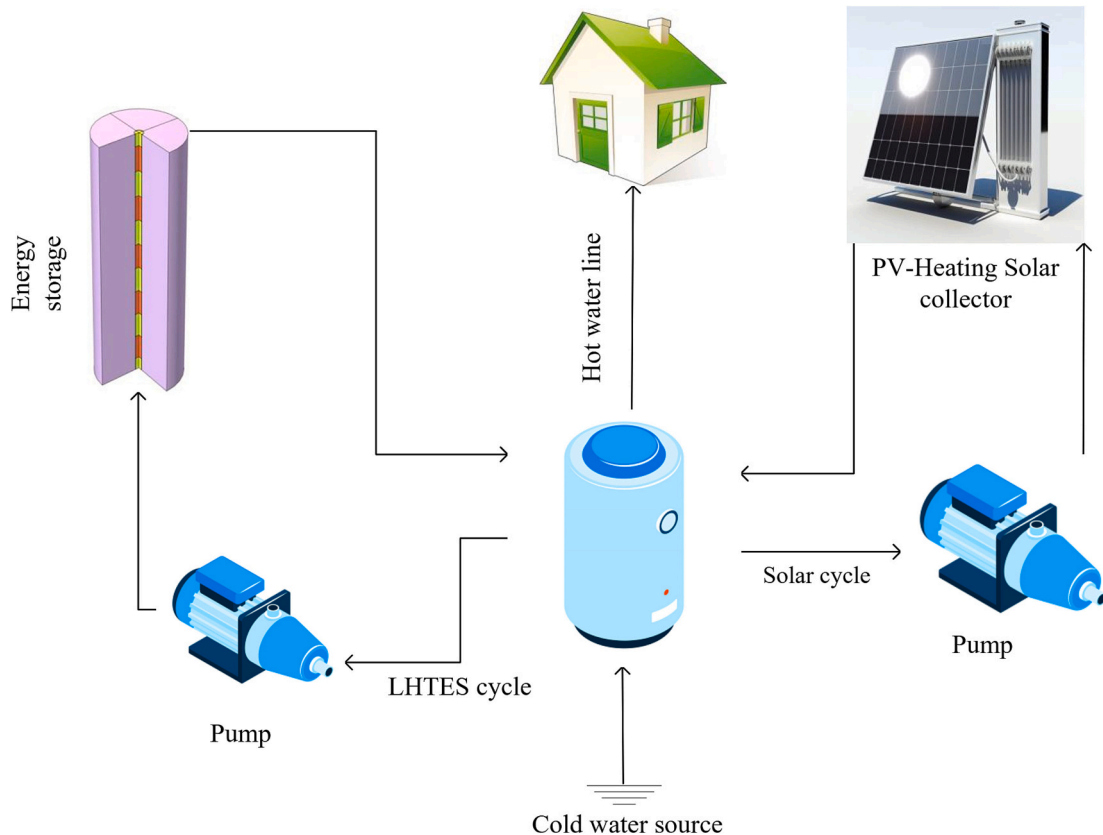 Energy
storage
Hot water line
PV-Heating Solar
collector
Solar cycle
Pump
LHTES cycle
Pump
Cold water source